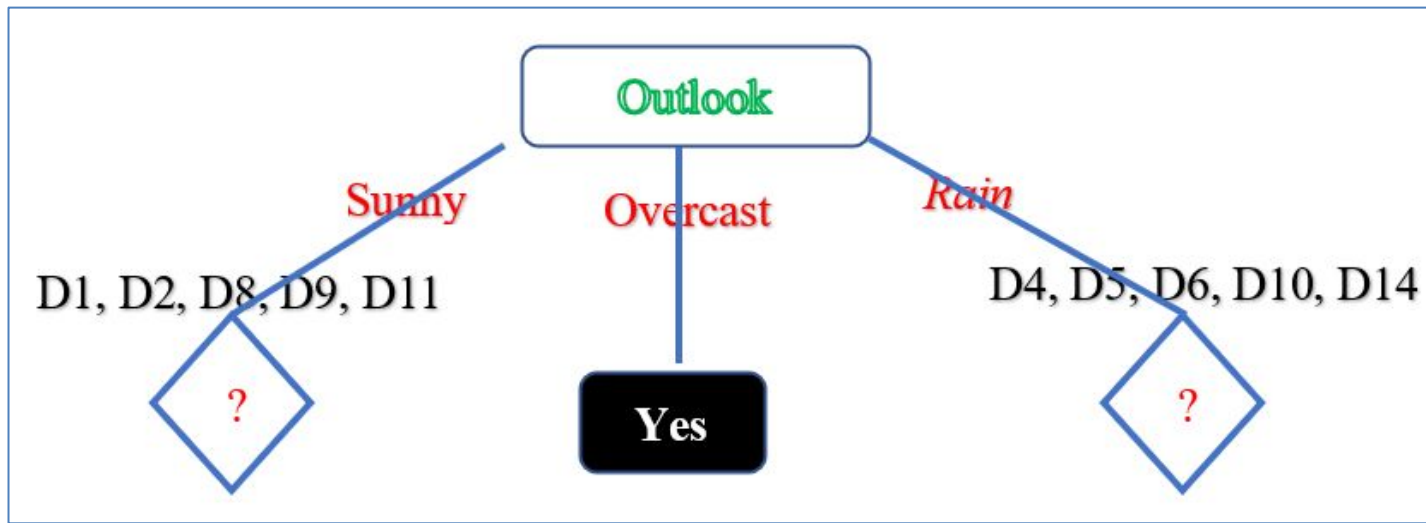 Outlook
Sunny
Overcast
Rain
D1, D2, D8, D9, D11
D4, D5, D6, D10, D14
?
Yes
?